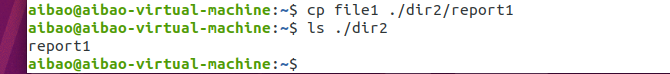 aibao@aibao-virtual-machine:~$ cp file1 ./dir2/report1
aibao@aibao-virtual-machine:~$ ls ./dir2
report1
aibao@aibao-virtual-machine:~$